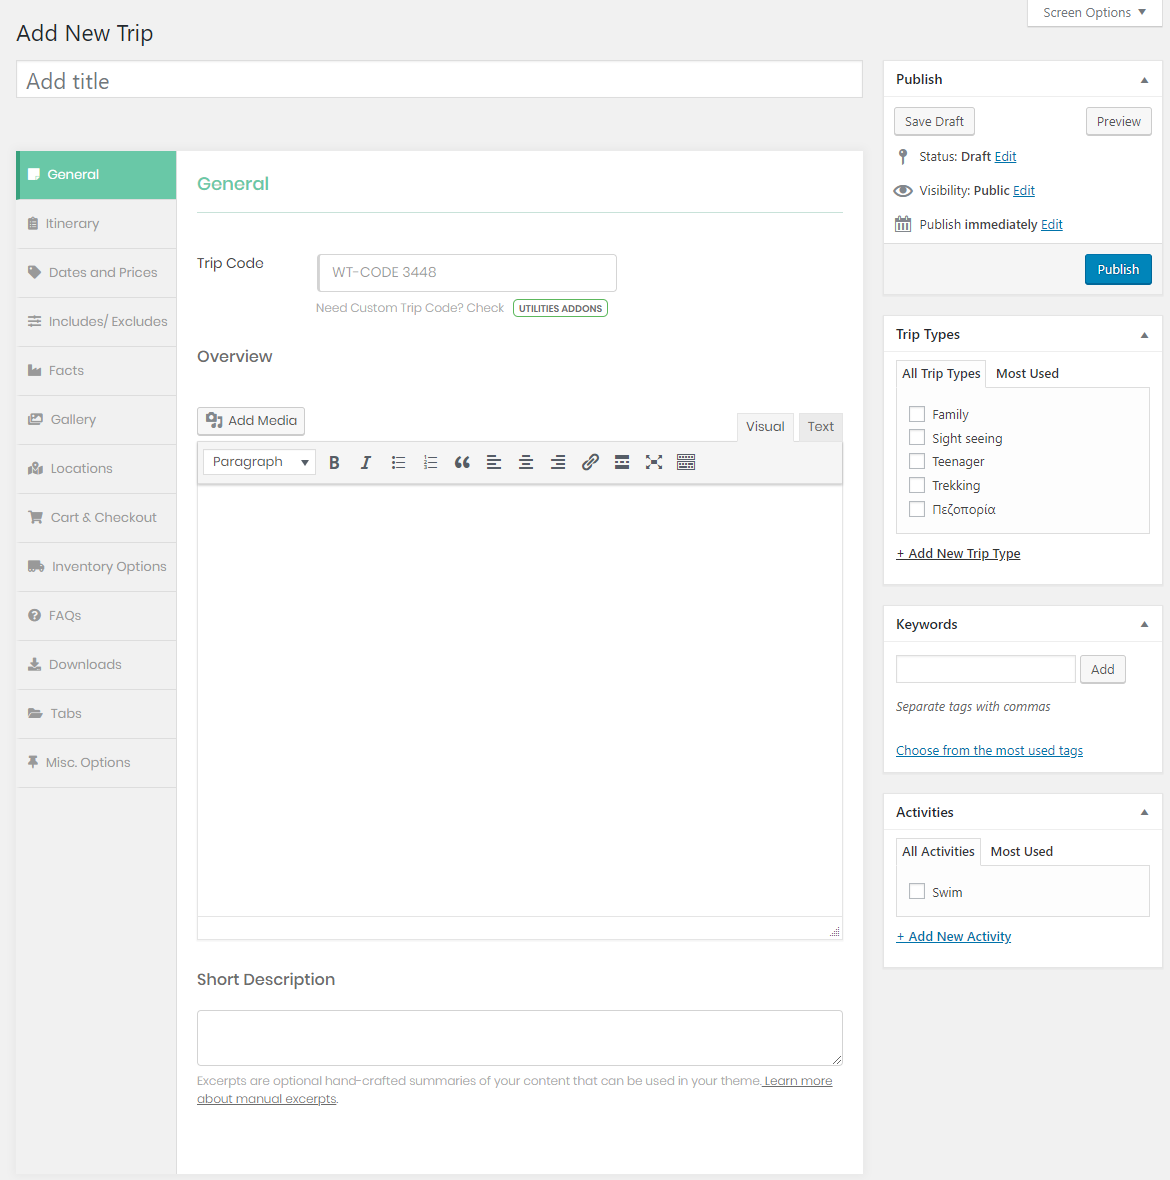 Screen Options
Add New Trip
Add title
General
Itinerary
Dates and Prices
Includes/ Excludes
Facts
Gallery
Locations
Cart & Checkout
Inventory Options
FAQs
Downloads
Tabs
Misc. Options
General
Trip Code WT-CODE 3448
Need Custom Trip Code? Check UTILITIES ADDONS
Overview
Add Media Visual Text
Paragraph B I
Short Description
Excerpts are optional hand-crafted summaries of your content that can be used in your theme. Learn more
about manual excerpts.
Publish
Save Draft Preview
Status: Draft Edit
Visibility: Public Edit
Publish immediately Edit
Publish
Trip Types
All Trip Types Most Used
Family
Sight seeing
Teenager
Trekking
Πεζοπορία
+ Add New Trip Type
Keywords
Add
Separate tags with commas
Choose from the most used tags
Activities
All Activities Most Used
Swim
+ Add New Activity